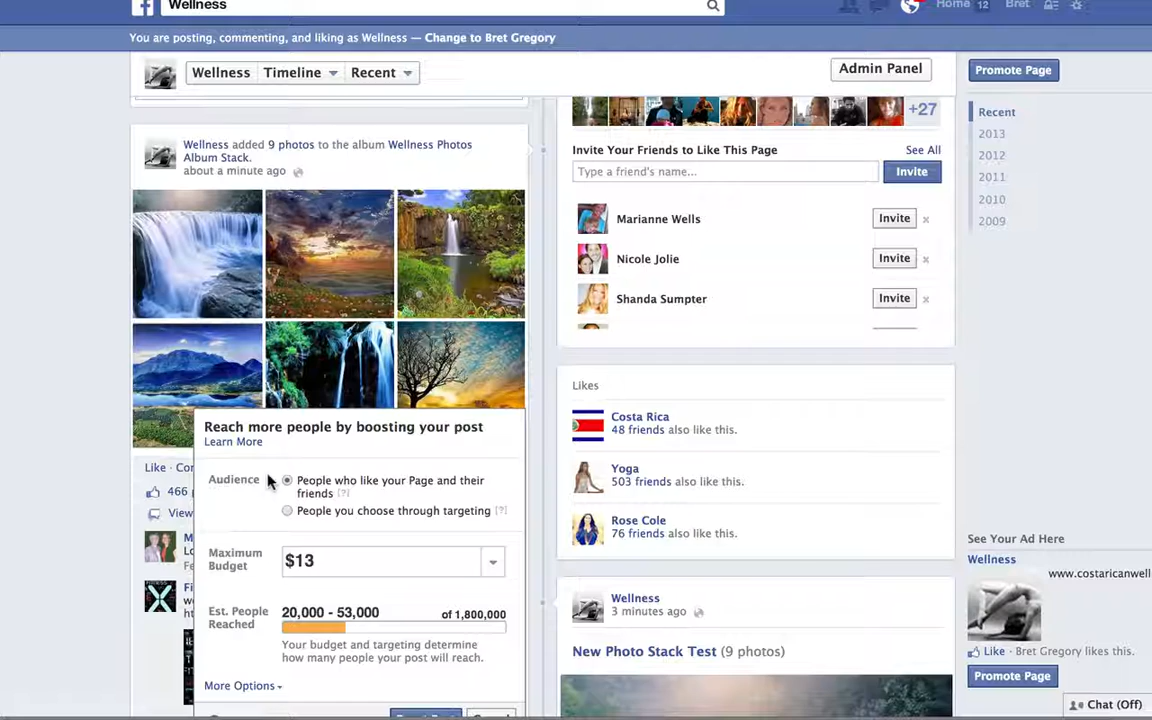 Wellness
Home 12 Bret
You are posting, commenting, and liking as Wellness — Change to Bret Gregory
Wellness Timeline Recent
Admin Panel
Promote Page
Recent
2013
2012
2011
2010
2009
Wellness added 9 photos to the album Wellness Photos
Album Stack.
about a minute ago
Like · Co
466
View
Reach more people by boosting your post
Learn More
Audience
People who like your Page and their
friends [?]
People you choose through targeting [?]
Maximum
Budget
$13
Est. People
Reached
20,000 - 53,000 of 1,800,000
Your budget and targeting determine
how many people your post will reach.
More Options
+27
Invite Your Friends to Like This Page See All
Type a friend's name... Invite
Marianne Wells Invite x
Nicole Jolie Invite x
Shanda Sumpter Invite x
Likes
Costa Rica
48 friends also like this.
Yoga
503 friends also like this.
Rose Cole
76 friends also like this.
Wellness
3 minutes ago
New Photo Stack Test (9 photos)
See Your Ad Here
Wellness
www.costaricanwell
Like · Bret Gregory likes this.
Promote Page
Chat (Off)